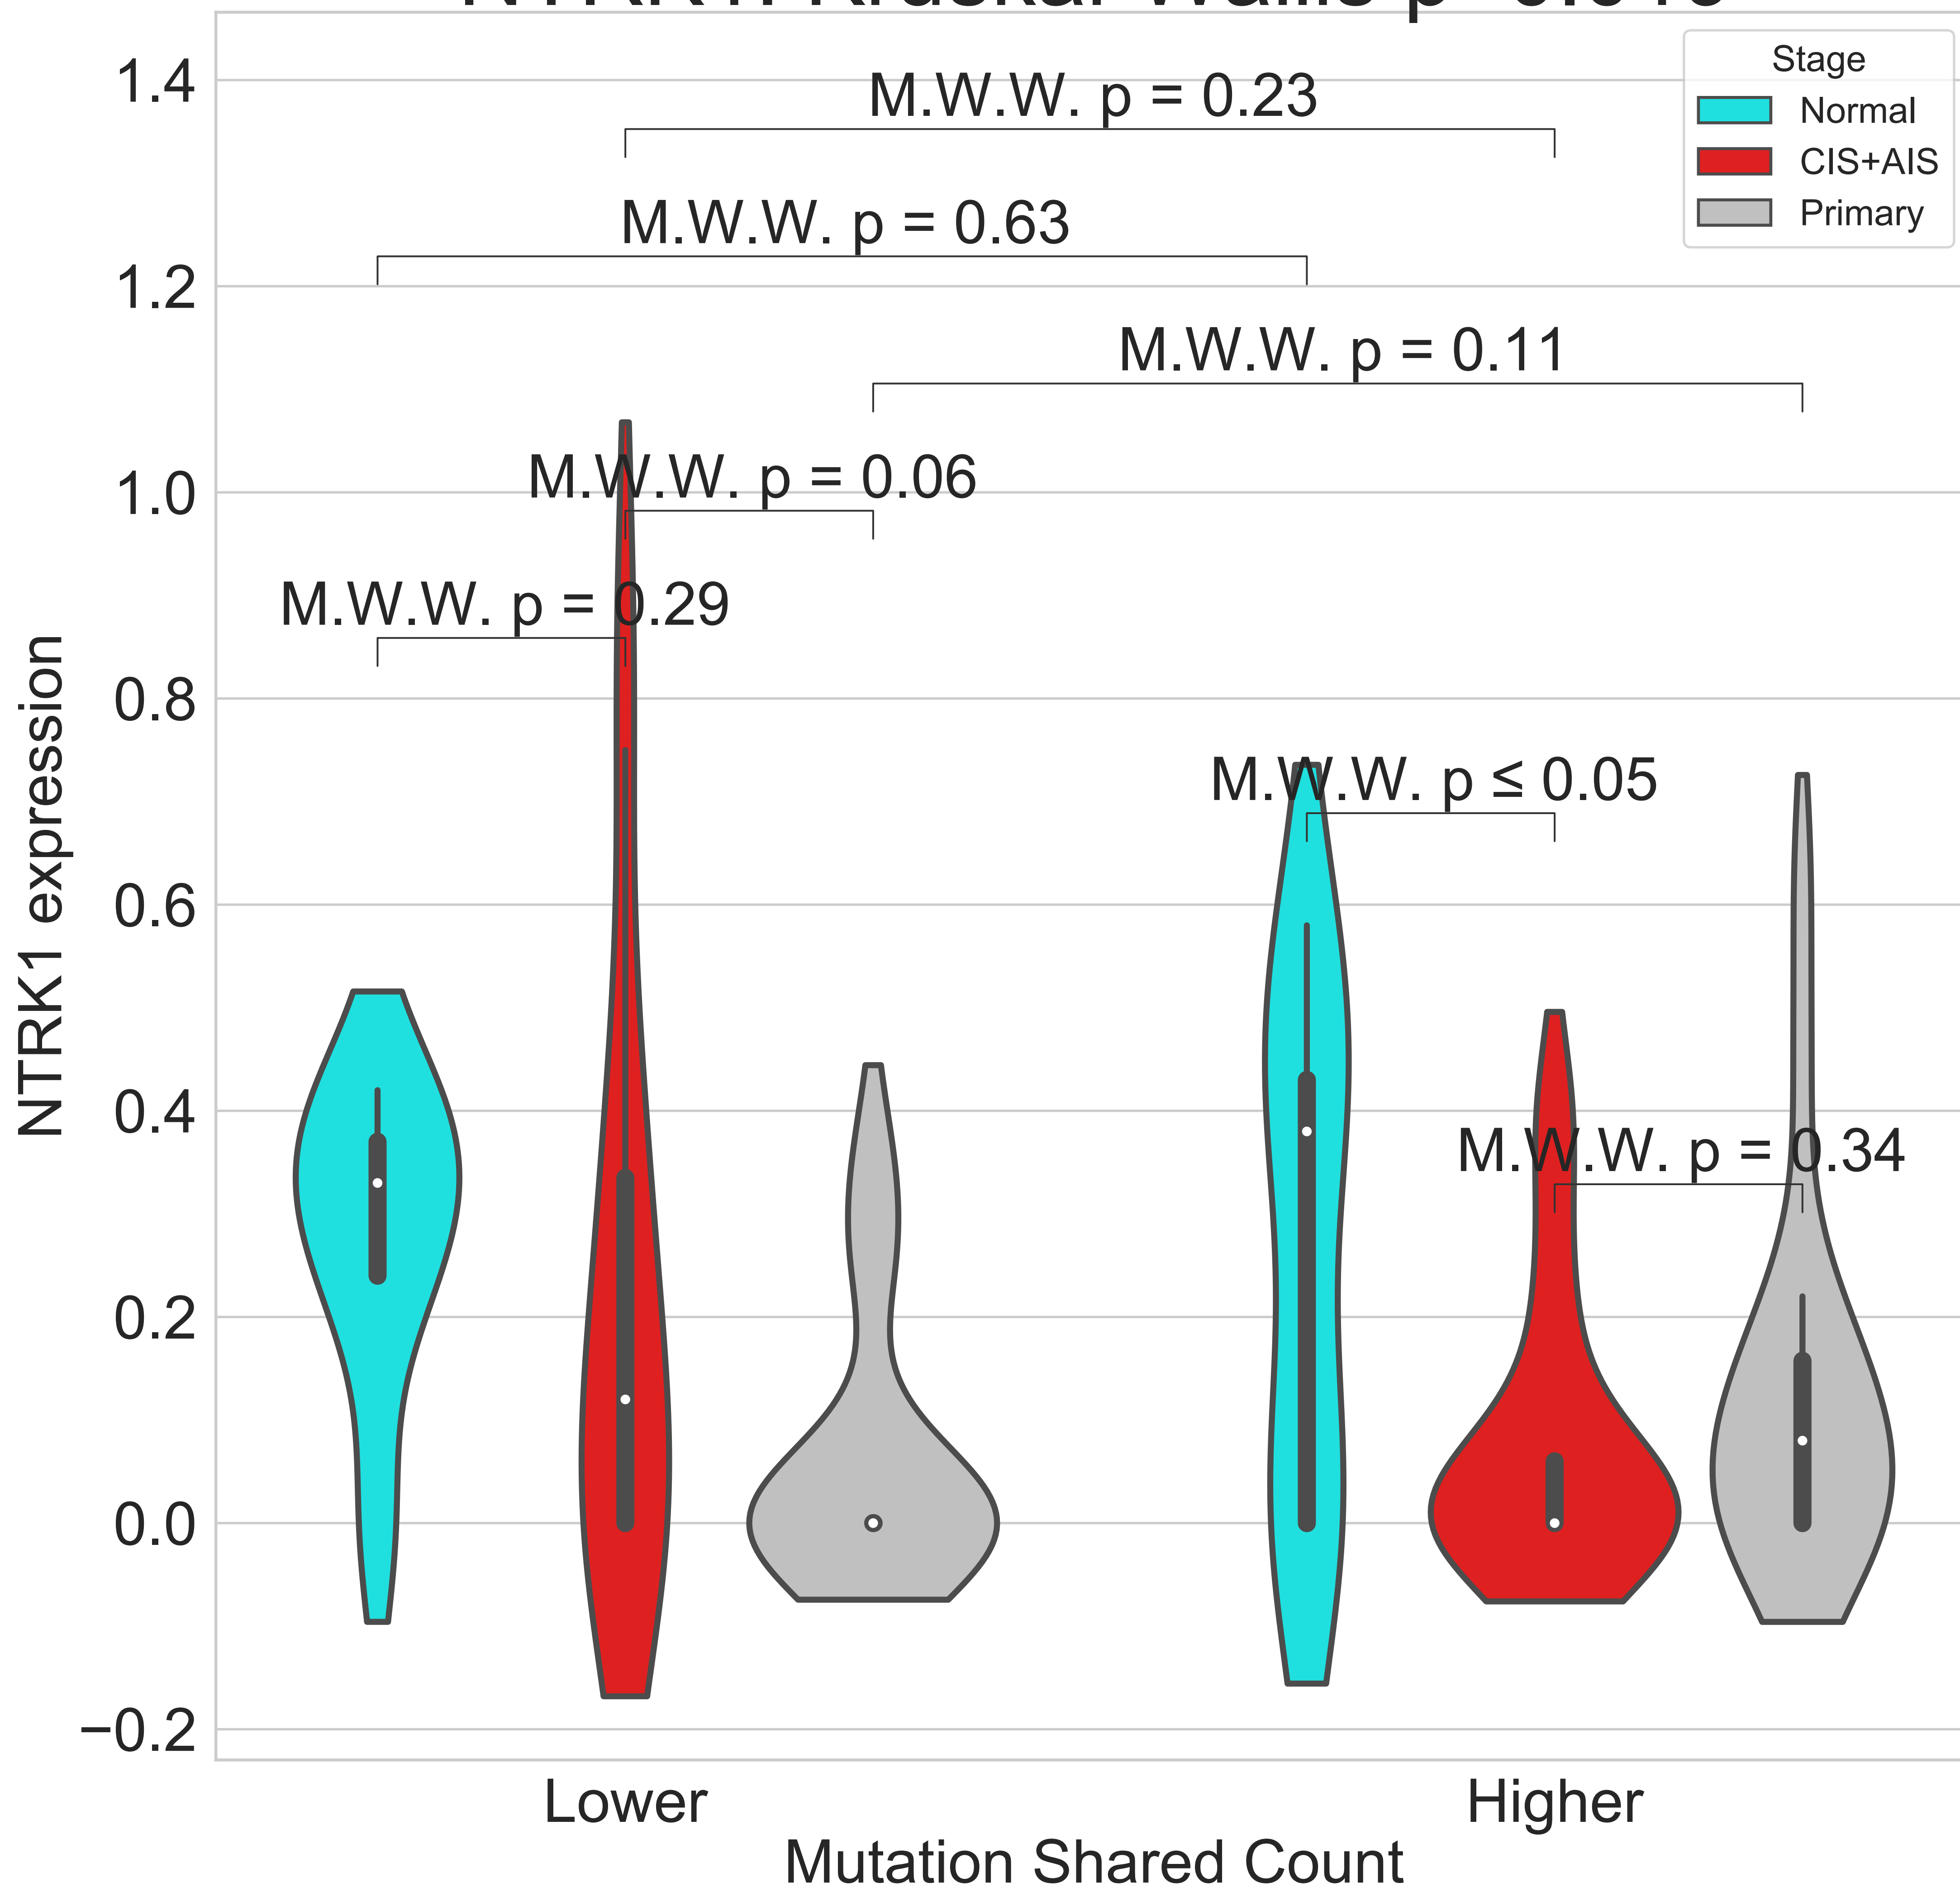 1.4
1.2
1.0
0.8
0.6
0.4
0.2
0.0
−0.2
NTRK1 expression
M.W.W. p = 0.23
M.W.W. p = 0.63
M.W.W. p = 0.11
M.W.W. p = 0.06
M.W.W. p = 0.29
M.W.W. p ≤ 0.05
M.W.W. p = 0.34
Stage
Normal
CIS+AIS
Primary
Lower
Higher
Mutation Shared Count